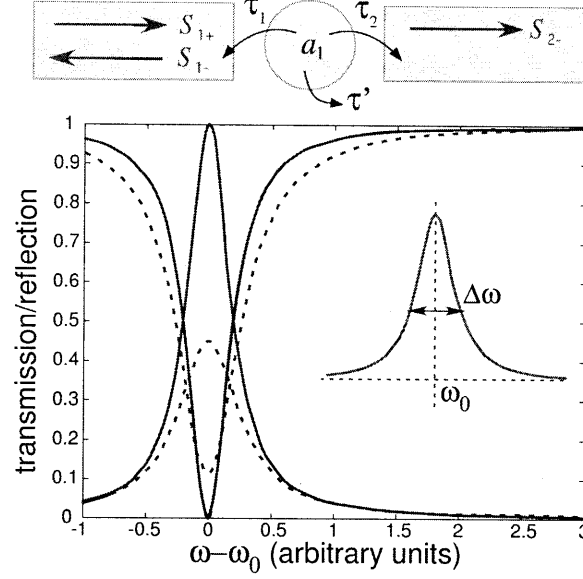 τ1 τ2
S1+ S2-
S1- a1
τ'
1
0.9
0.8
0.7
0.6
0.5
0.4
0.3
0.2
0.1
0
transmission/reflection
Δω
ω0
-1 -0.5 0 0.5 1 1.5 2 2.5 3
ω–ω0 (arbitrary units)